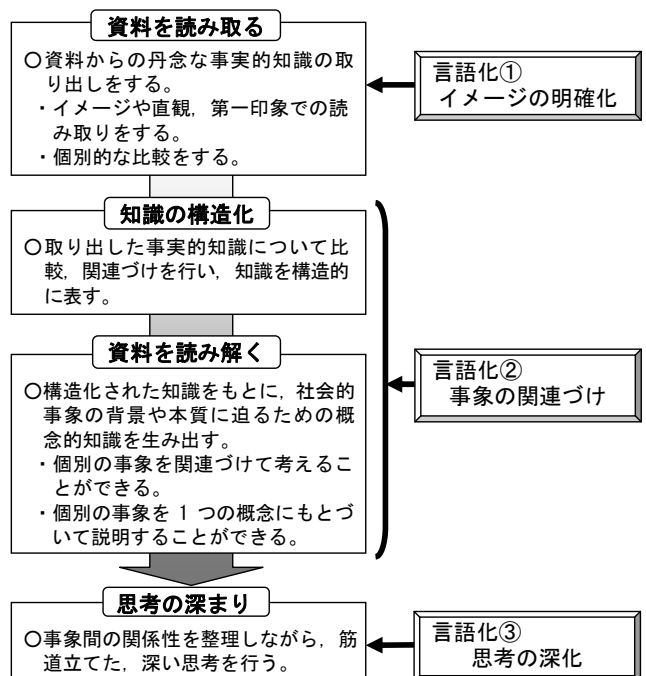 資料を読み取る
○資料からの丹念な事実的知識の取
り出しをする。
・イメージや直観，第一印象での読
み取りをする。
・個別的な比較をする。
言語化①
イメージの明確化
知識の構造化
○取り出した事実的知識について比
較，関連づけを行い，知識を構造的
に表す。
資料を読み解く
○構造化された知識をもとに，社会的
事象の背景や本質に迫るための概
念的知識を生み出す。
・個別の事象を関連づけて考えるこ
とができる。
・個別の事象を 1 つの概念にもとづ
いて説明することができる。
言語化②
事象の関連づけ
思考の深まり
○事象間の関係性を整理しながら，筋
道立てた，深い思考を行う。
言語化③
思考の深化